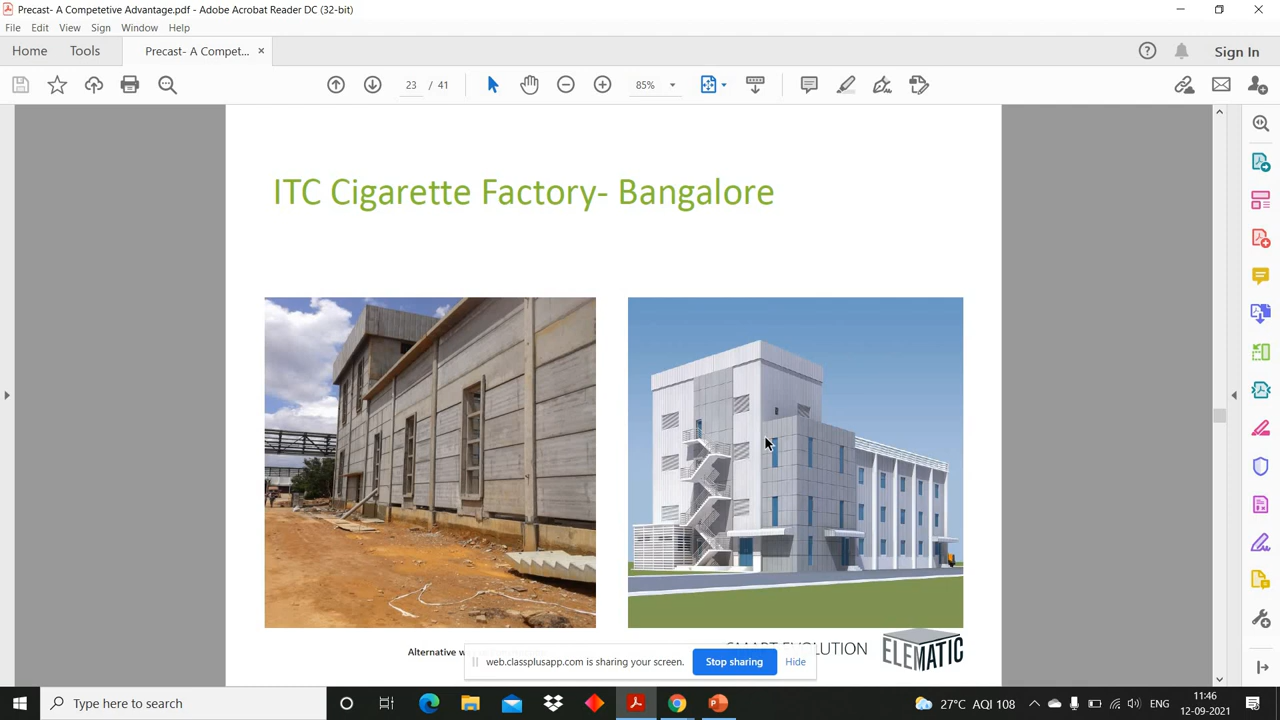 Precast- A Competetive Advantage.pdf - Adobe Acrobat Reader DC (32-bit)
File Edit View Sign Window Help
Home Tools Precast- A Compet... ×
Sign In
23 / 41
85%
ITC Cigarette Factory- Bangalore
Alternative
SMART EVOLUTION
ELEMATIC
web.classplusapp.com is sharing your screen. Stop sharing Hide
Type here to search
27°C AQI 108
ENG
11:46
12-09-2021